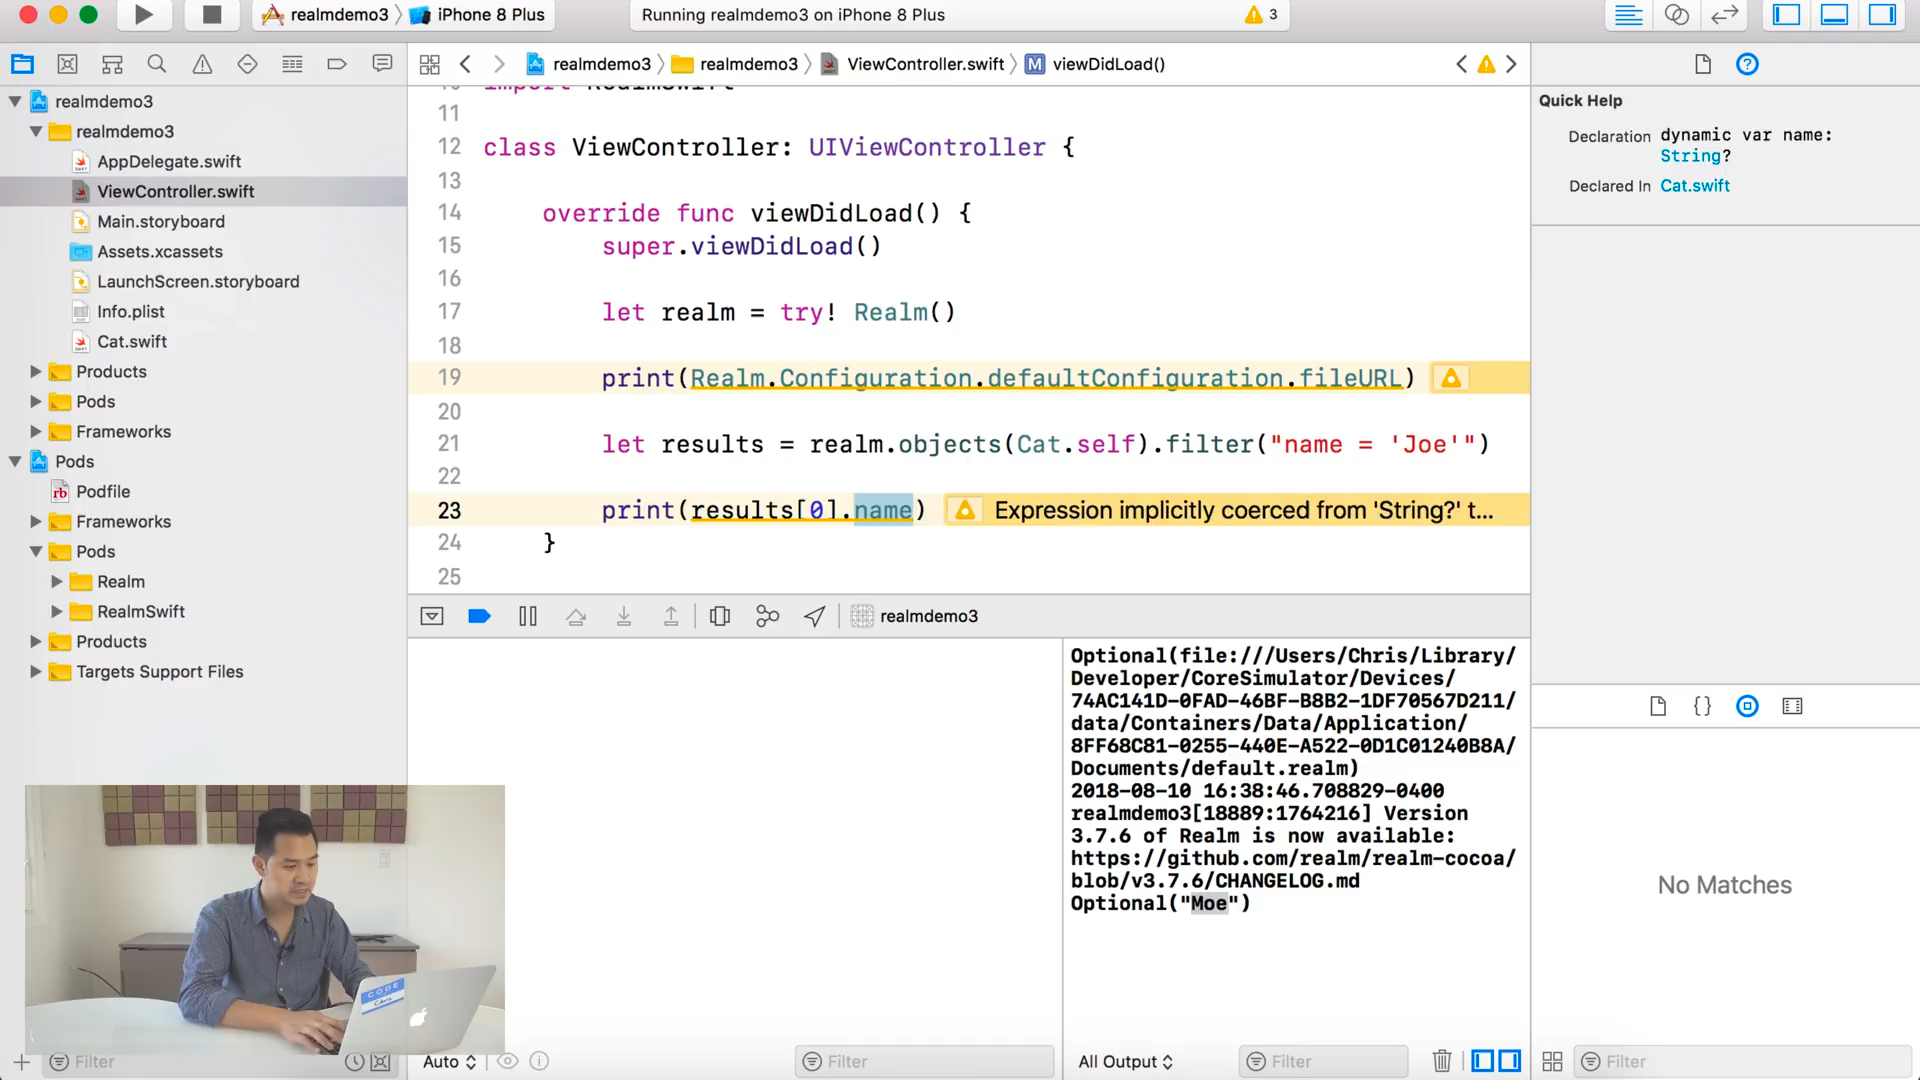 realmdemo3 〉 iPhone 8 Plus
Running realmdemo3 on iPhone 8 Plus
3
realmdemo3 〉 realmdemo3 〉 ViewController.swift 〉 M viewDidLoad()
realmdemo3
realmdemo3
AppDelegate.swift
ViewController.swift
Main.storyboard
Assets.xcassets
LaunchScreen.storyboard
Info.plist
Cat.swift
Products
Pods
Frameworks
Pods
Podfile
Frameworks
Pods
Realm
RealmSwift
Products
Targets Support Files
10 import RealmSwift
11
12 class ViewController: UIViewController {
13
14 override func viewDidLoad() {
15 super.viewDidLoad()
16
17 let realm = try! Realm()
18
19 print(Realm.Configuration.defaultConfiguration.fileURL)
20
21 let results = realm.objects(Cat.self).filter("name = 'Joe'")
22
23 print(results[0].name) Expression implicitly coerced from 'String?' t...
24 }
25
realmdemo3
Optional(file:///Users/Chris/Library/
Developer/CoreSimulator/Devices/
74AC141D-0FAD-46BF-B8B2-1DF70567D211/
data/Containers/Data/Application/
8FF68C81-0255-440E-A522-0D1C01240B8A/
Documents/default.realm)
2018-08-10 16:38:46.708829-0400
realmdemo3[18889:1764216] Version
3.7.6 of Realm is now available:
https://github.com/realm/realm-cocoa/
blob/v3.7.6/CHANGELOG.md
Optional("Moe")
Quick Help
Declaration dynamic var name:
String?
Declared In Cat.swift
No Matches
CODE
Chris
Filter
Auto
Filter
All Output
Filter
Filter